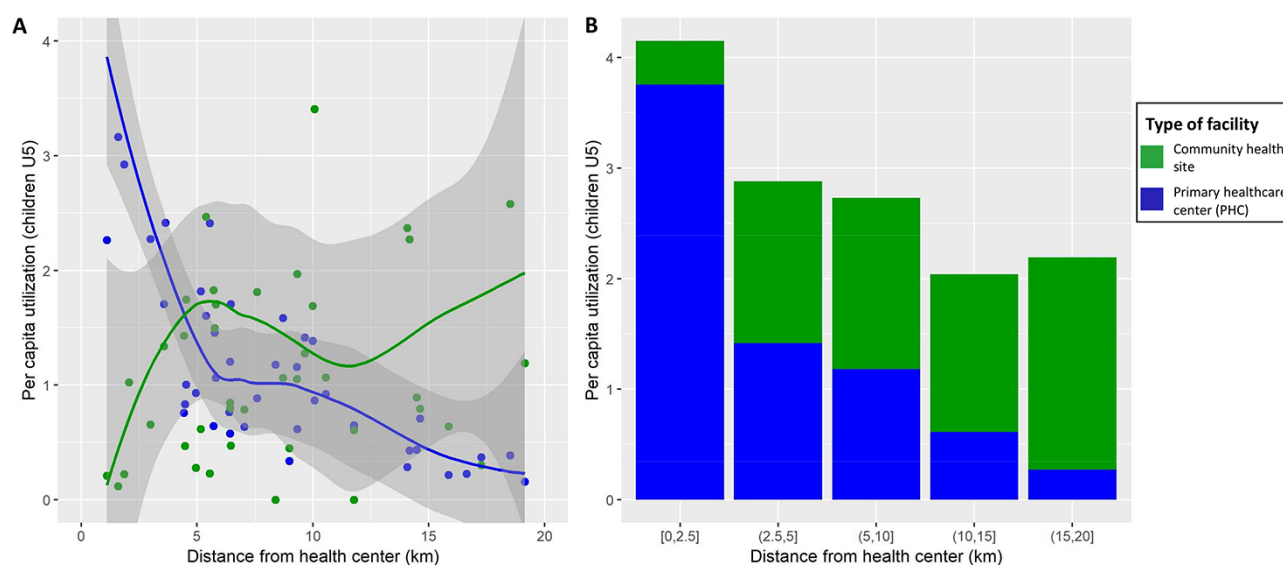 A
Per capita utilization (children U5)
4
3
2
1
0
0 5 10 15 20
Distance from health center (km)
B
Per capita utilization (children U5)
4
3
2
1
0
[0,2.5] (2.5,5] (5,10] (10,15] (15,20]
Distance from health center (km)
Type of facility
Community health
site
Primary healthcare
center (PHC)